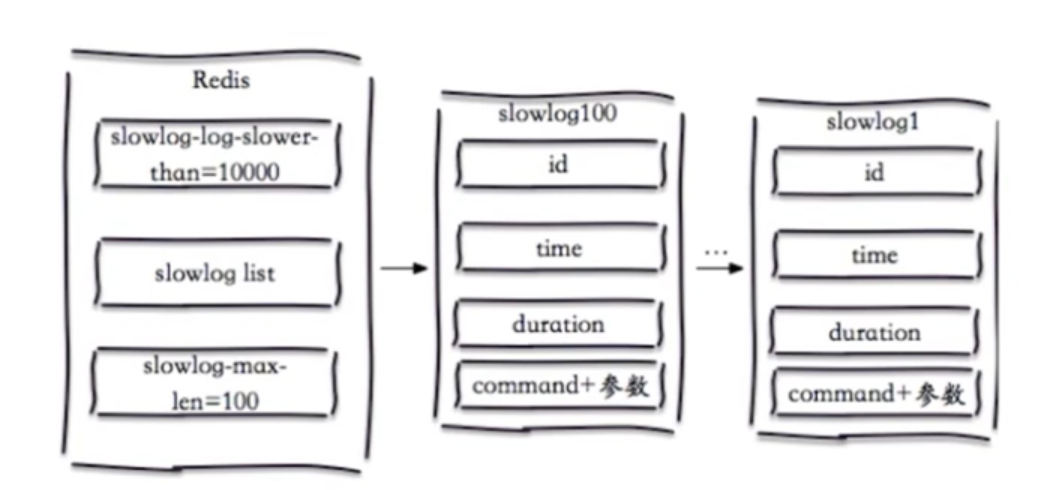 Redis
slowlog-log-slower-
than=10000
slowlog list
slowlog-max-
len=100
slowlog100
id
time
duration
command+参数
...
slowlog1
id
time
duration
command+参数